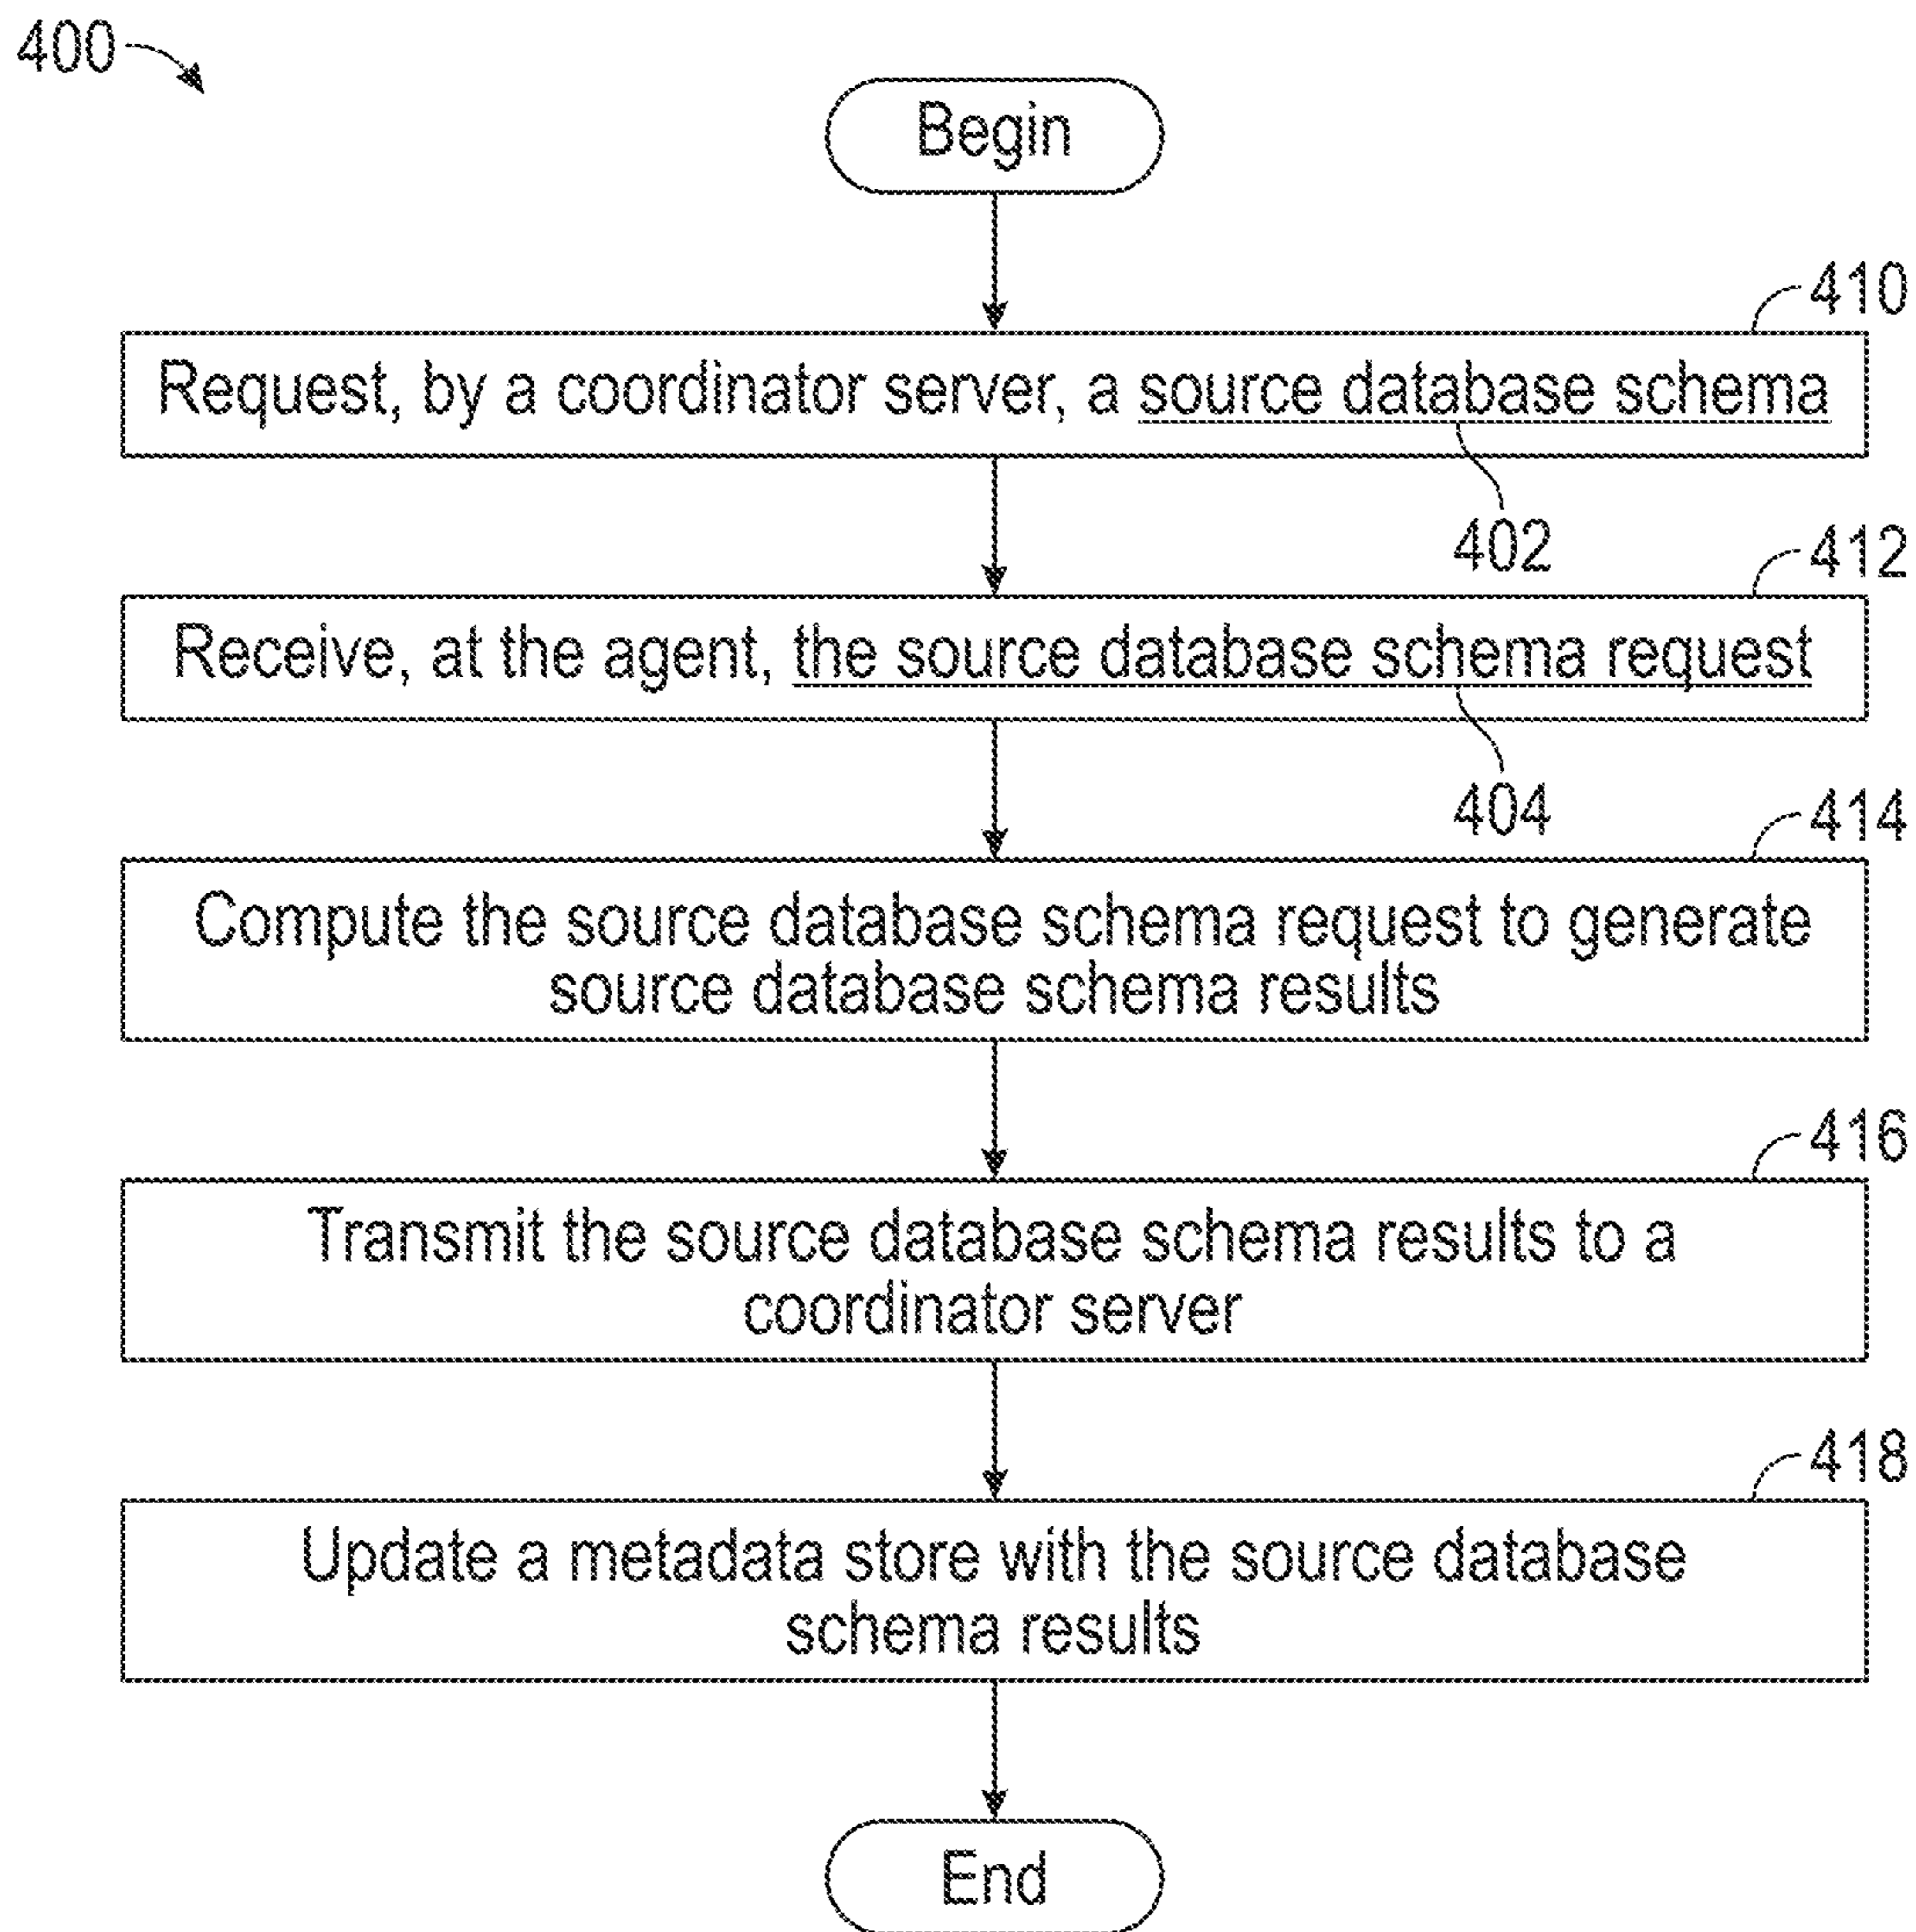 400
Begin
410
Request, by a coordinator server, a source database schema
402
412
Receive, at the agent, the source database schema request
404
414
Compute the source database schema request to generate
source database schema results
416
Transmit the source database schema results to a
coordinator server
418
Update a metadata store with the source database
schema results
End